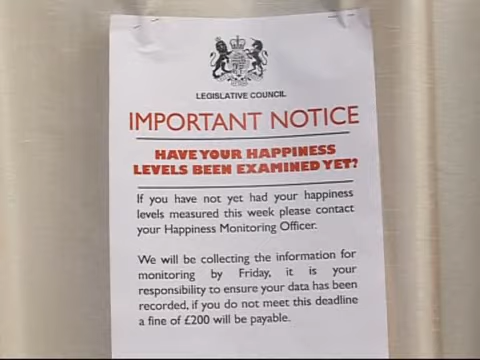 LEGISLATIVE COUNCIL
IMPORTANT NOTICE
HAVE YOUR HAPPINESS
LEVELS BEEN EXAMINED YET?
If you have not yet had your happiness
levels measured this week please contact
your Happiness Monitoring Officer.
We will be collecting the information for
monitoring by Friday, it is your
responsibility to ensure your data has been
recorded, if you do not meet this deadline
a fine of £200 will be payable.